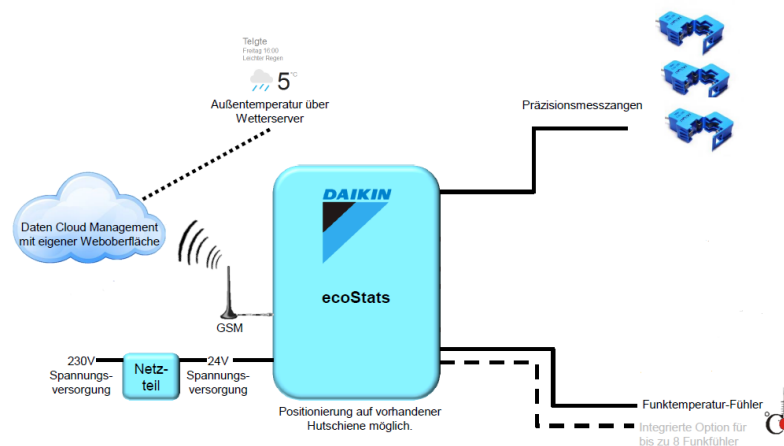 Telgte
Freitag 16:00
Leichter Regen
5°C
Außentemperatur über
Wetterserver
Präzisionsmesszangen
Daten Cloud Management
mit eigener Weboberfläche
DAIKIN
ecoStats
GSM
230V
Spannungs-
versorgung
Netz-
teil
24V
Spannungs-
versorgung
Positionierung auf vorhandener
Hutschiene möglich.
Funktemperatur-Fühler
Integrierte Option für
bis zu 8 Funkfühler
°C